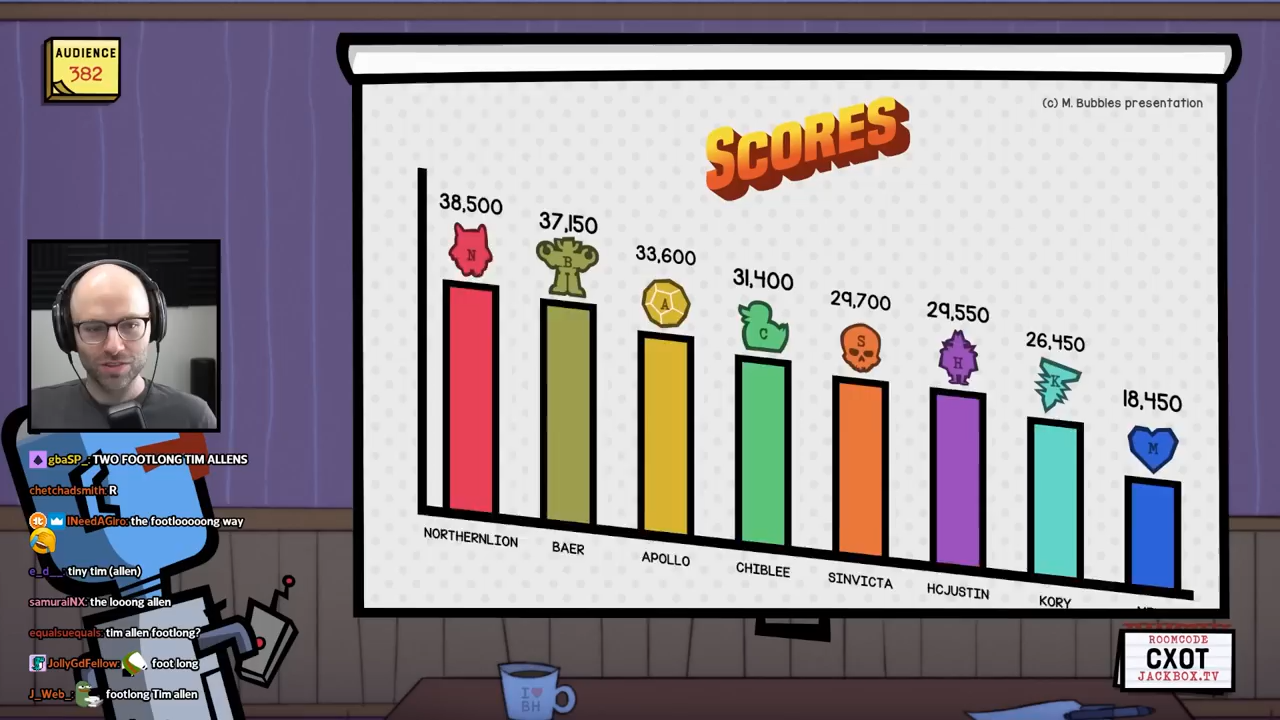 AUDIENCE
382
(c) M. Bubbles presentation
SCORES
38,500
37,150
33,600
31,400
29,700
29,550
26,450
18,450
N
B
A
C
S
H
K
M
NORTHERNLION
BAER
APOLLO
CHIBLEE
SINVICTA
HCJUSTIN
KORY
gbaSP_: TWO FOOTLONG TIM ALLENS
chetchadsmith: R
INeedAGiro: the footlooooong way
e_d__: tiny tim (allen)
samuraiNX: the looong allen
equalsuequals: tim allen footlong?
JollyGdFellow: foot long
J_Web_: footlong Tim allen
I ♥
BH
ROOMCODE
CXOT
JACKBOX.TV